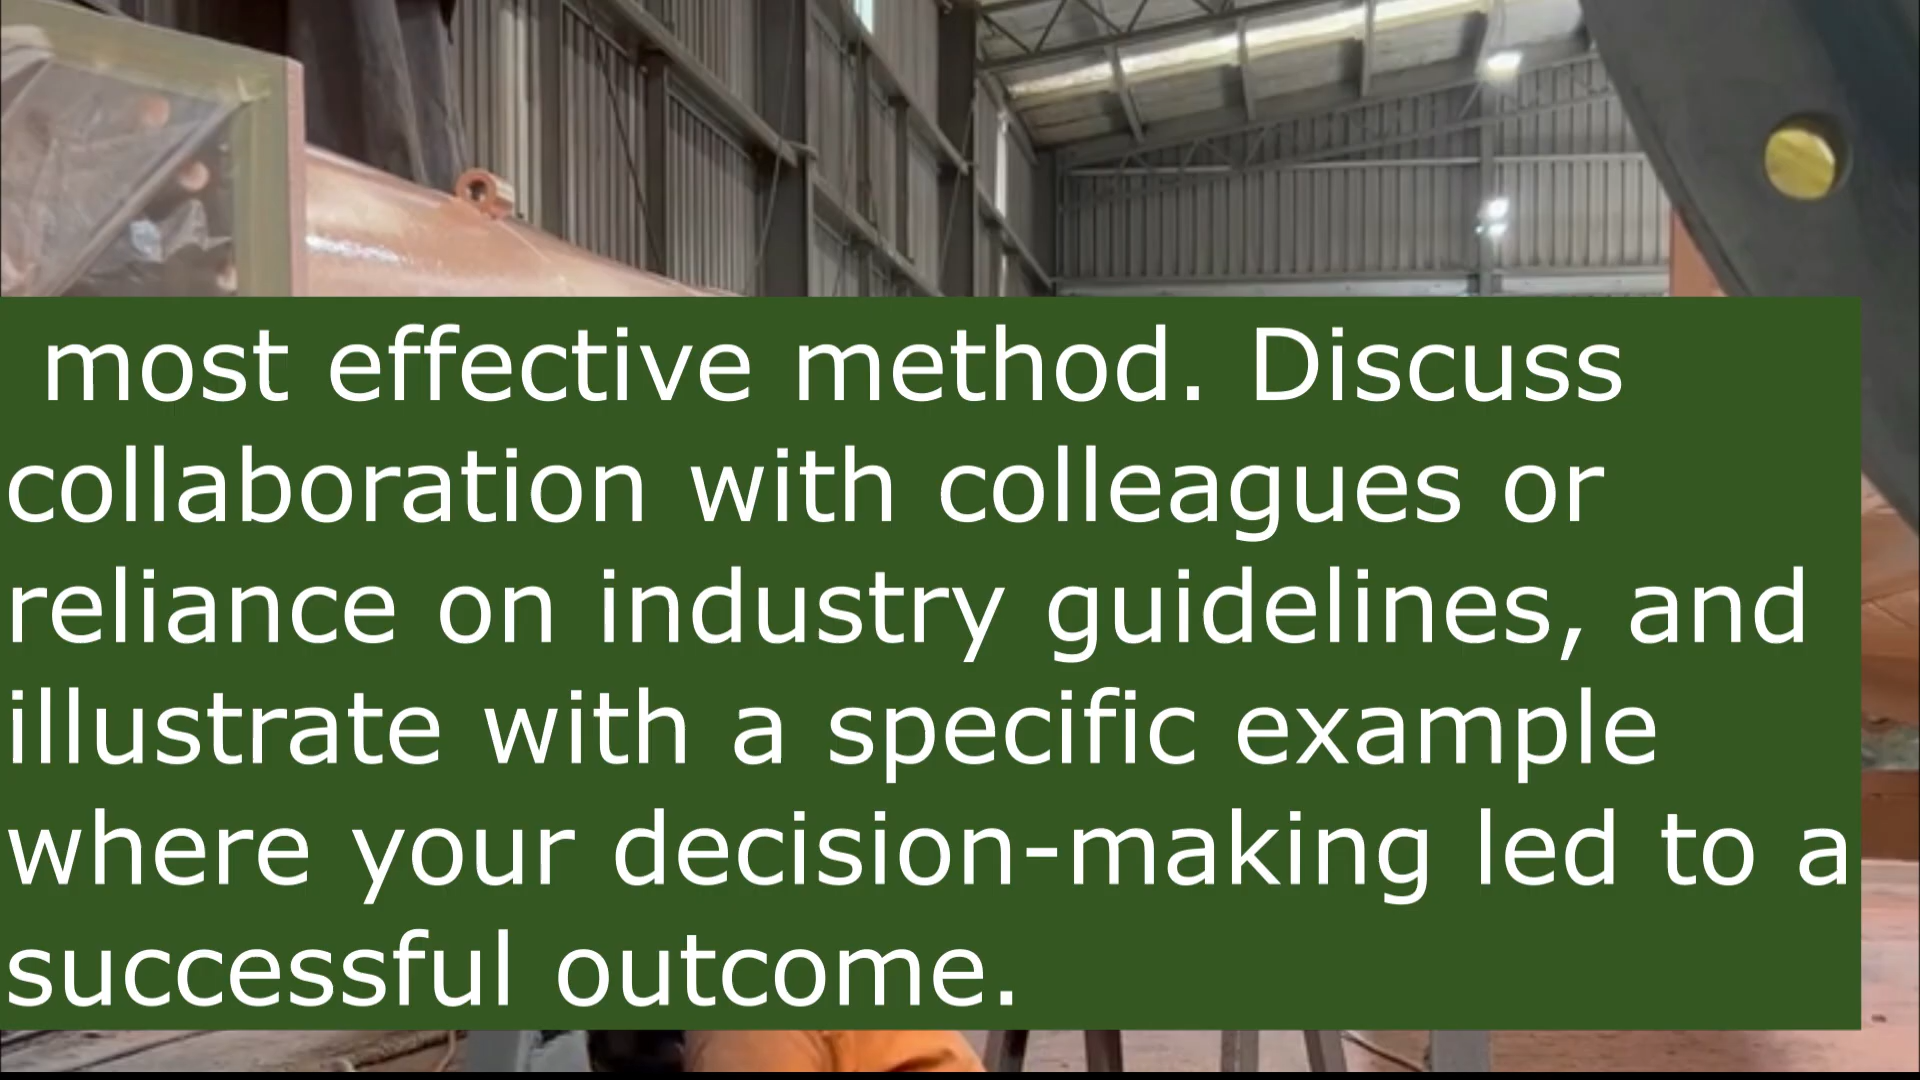 most effective method. Discuss
collaboration with colleagues or
reliance on industry guidelines, and
illustrate with a specific example
where your decision-making led to a
successful outcome.